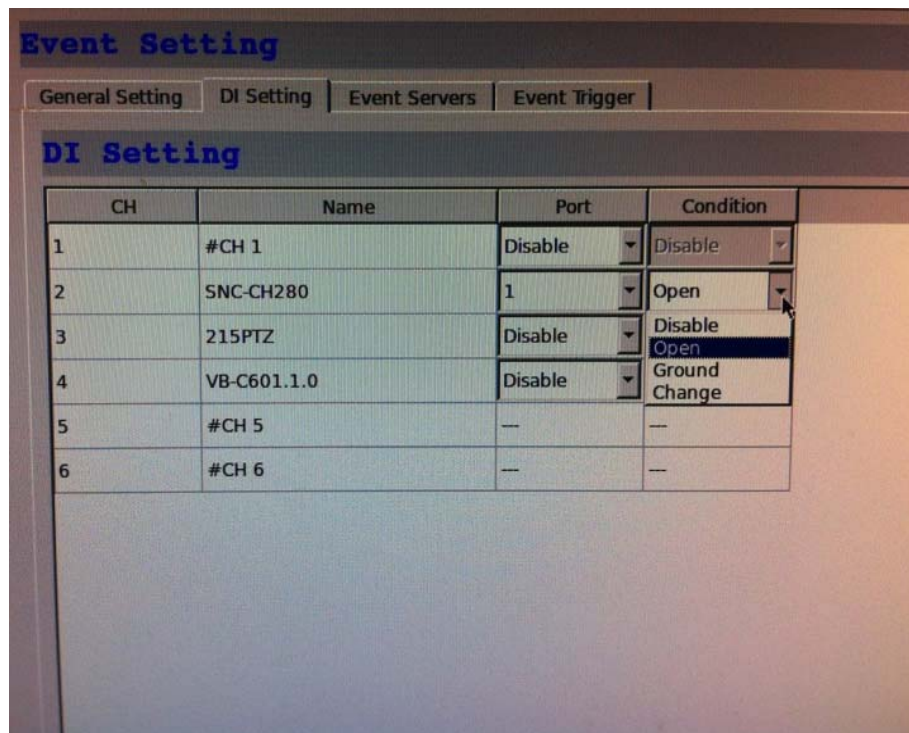 Event Setting
General Setting DI Setting Event Servers Event Trigger
DI Setting
CH Name Port Condition
1 #CH 1 Disable Disable
2 SNC-CH280 1 Open
3 215PTZ Disable Disable
Open
4 VB-C601.1.0 Disable Ground
Change
5 #CH 5 --- ---
6 #CH 6 --- ---